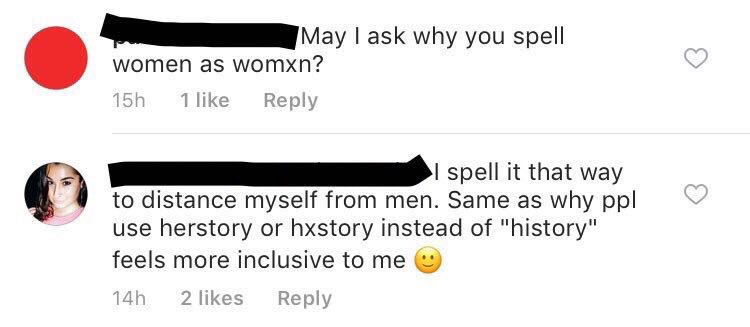 May I ask why you spell
women as womxn?
15h 1 like Reply
I spell it that way
to distance myself from men. Same as why ppl
use herstory or hxstory instead of "history"
feels more inclusive to me 🙂
14h 2 likes Reply